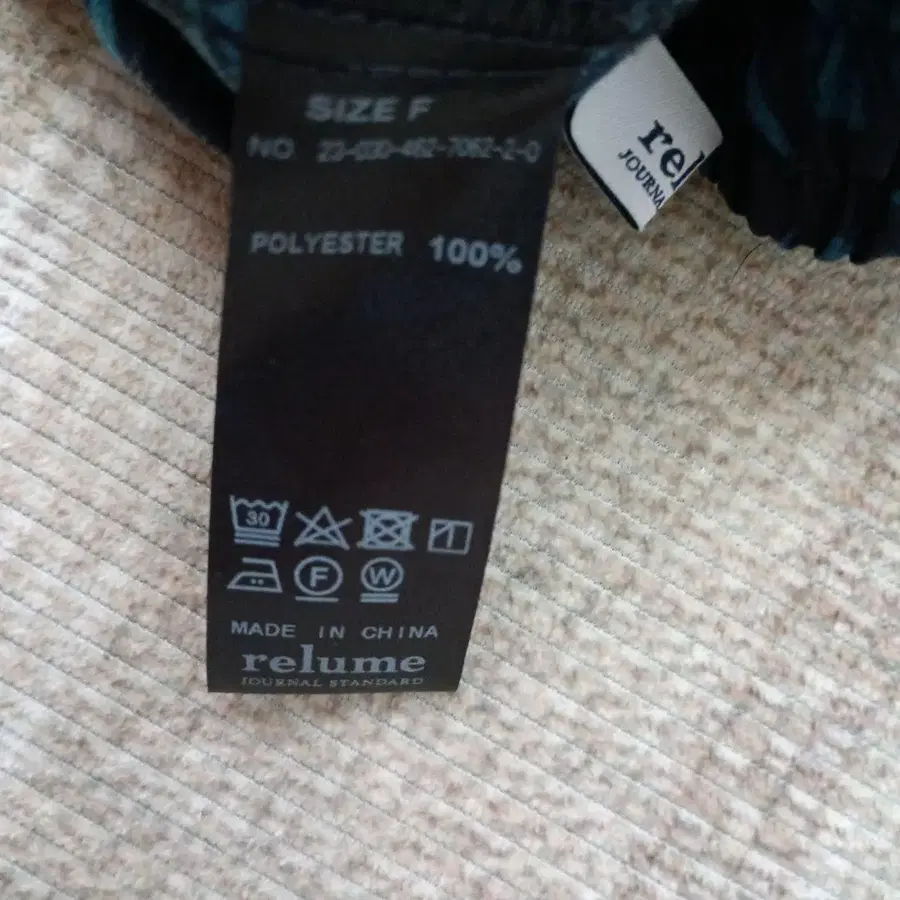 SIZE F
NO. 23-030-462-7062-2-0
POLYESTER 100%
30
F
W
MADE IN CHINA
relume
JOURNAL STANDARD
rel
JOURNA